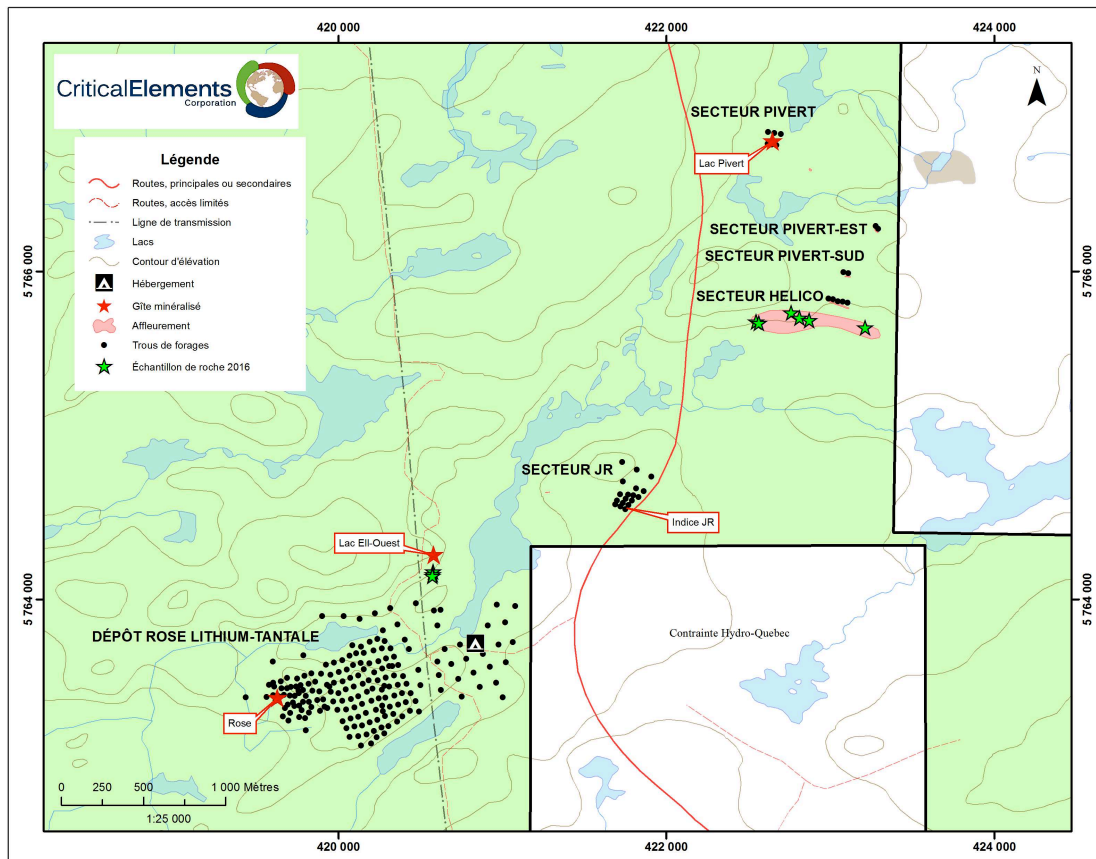 420 000
422 000
424 000
CriticalElements
Corporation
N
SECTEUR PIVERT
Lac Pivert
Légende
Routes, principales ou secondaires
Routes, accès limités
Ligne de transmission
Lacs
Contour d'élévation
Hébergement
Gîte minéralisé
Affleurement
Trous de forages
Échantillon de roche 2016
SECTEUR PIVERT-EST
SECTEUR PIVERT-SUD
5 766 000
5 766 000
SECTEUR HELICO
SECTEUR JR
Indice JR
Lac Ell-Ouest
5 764 000
5 764 000
DÉPÔT ROSE LITHIUM-TANTALE
Contrainte Hydro-Quebec
Rose
0 250 500 1 000 Mètres
1:25 000
420 000
422 000
424 000